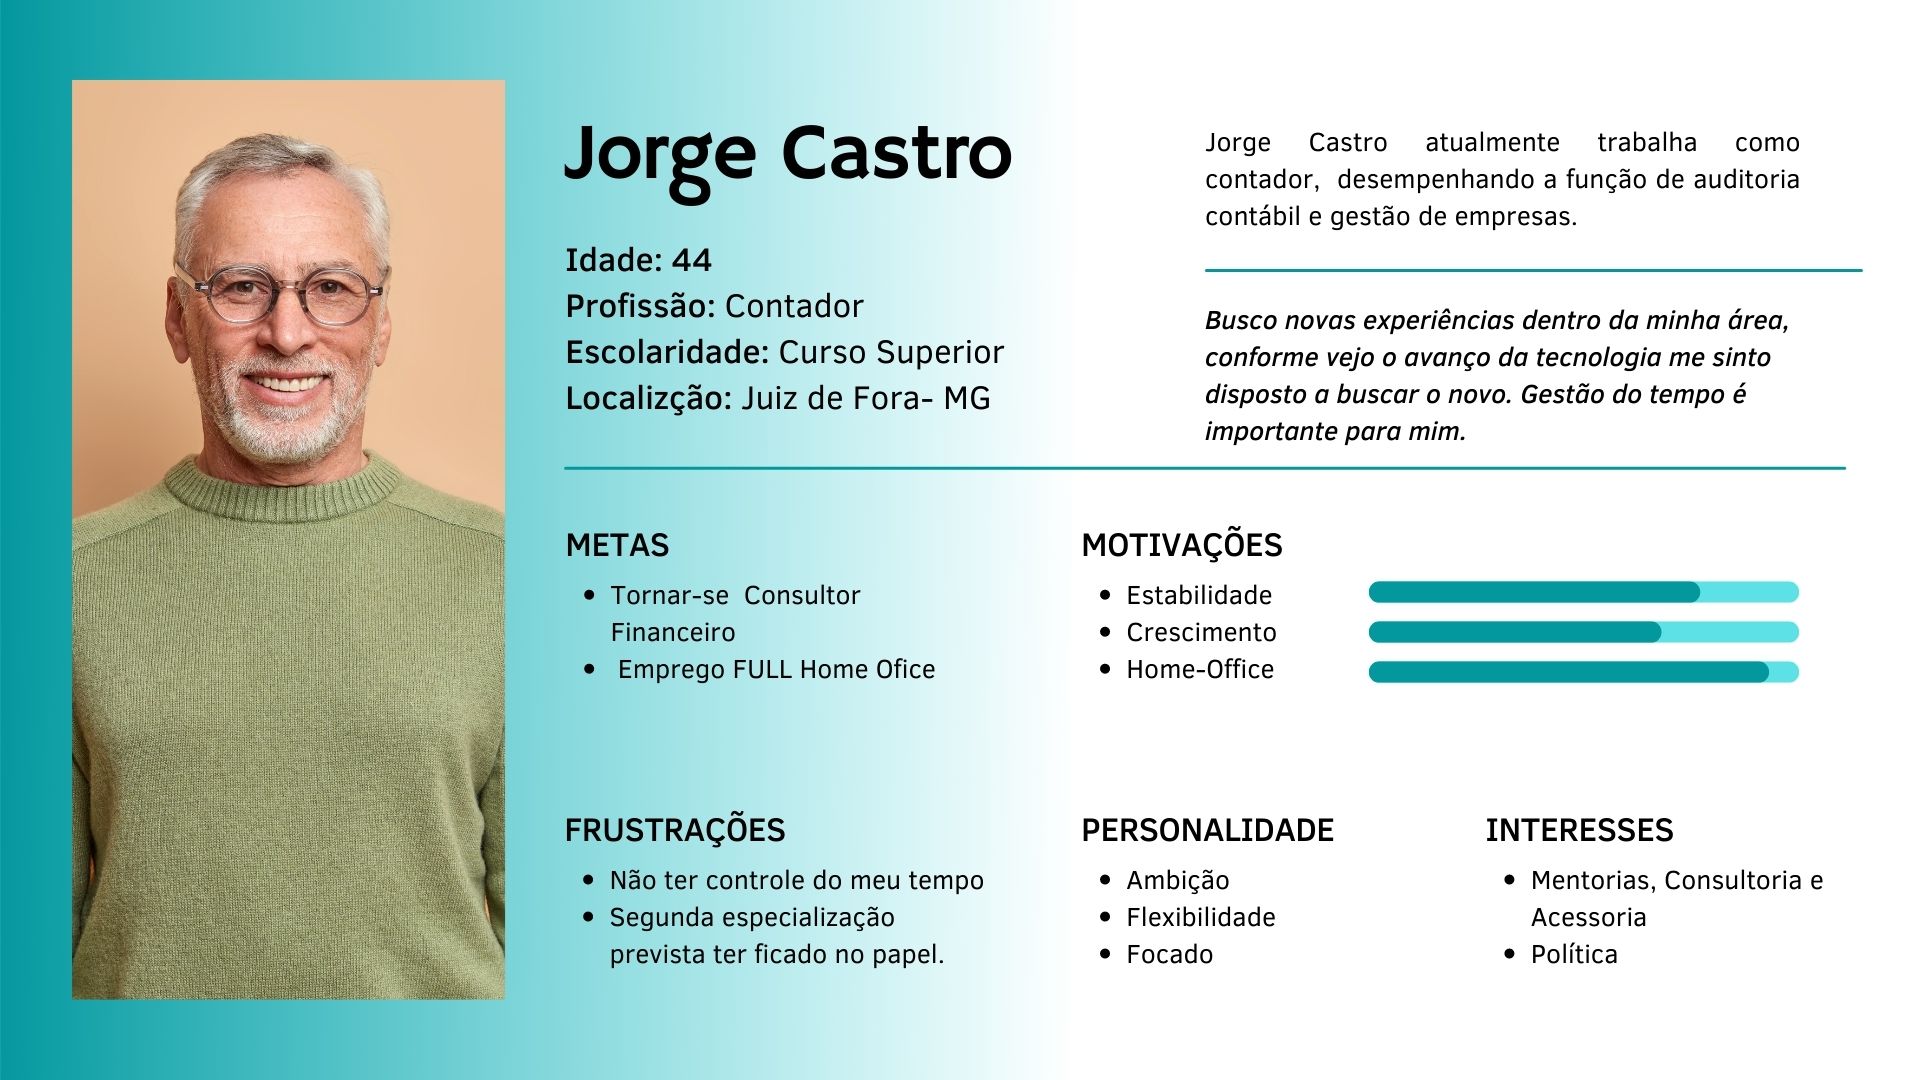 Jorge Castro
Idade: 44
Profissão: Contador
Escolaridade: Curso Superior
Localizção: Juiz de Fora- MG
Jorge Castro atualmente trabalha como
contador, desempenhando a função de auditoria
contábil e gestão de empresas.
Busco novas experiências dentro da minha área,
conforme vejo o avanço da tecnologia me sinto
disposto a buscar o novo. Gestão do tempo é
importante para mim.
METAS
• Tornar-se Consultor
Financeiro
• Emprego FULL Home Ofice
MOTIVAÇÕES
• Estabilidade
• Crescimento
• Home-Office
FRUSTRAÇÕES
• Não ter controle do meu tempo
• Segunda especialização
prevista ter ficado no papel.
PERSONALIDADE
• Ambição
• Flexibilidade
• Focado
INTERESSES
• Mentorias, Consultoria e
Acessoria
• Política